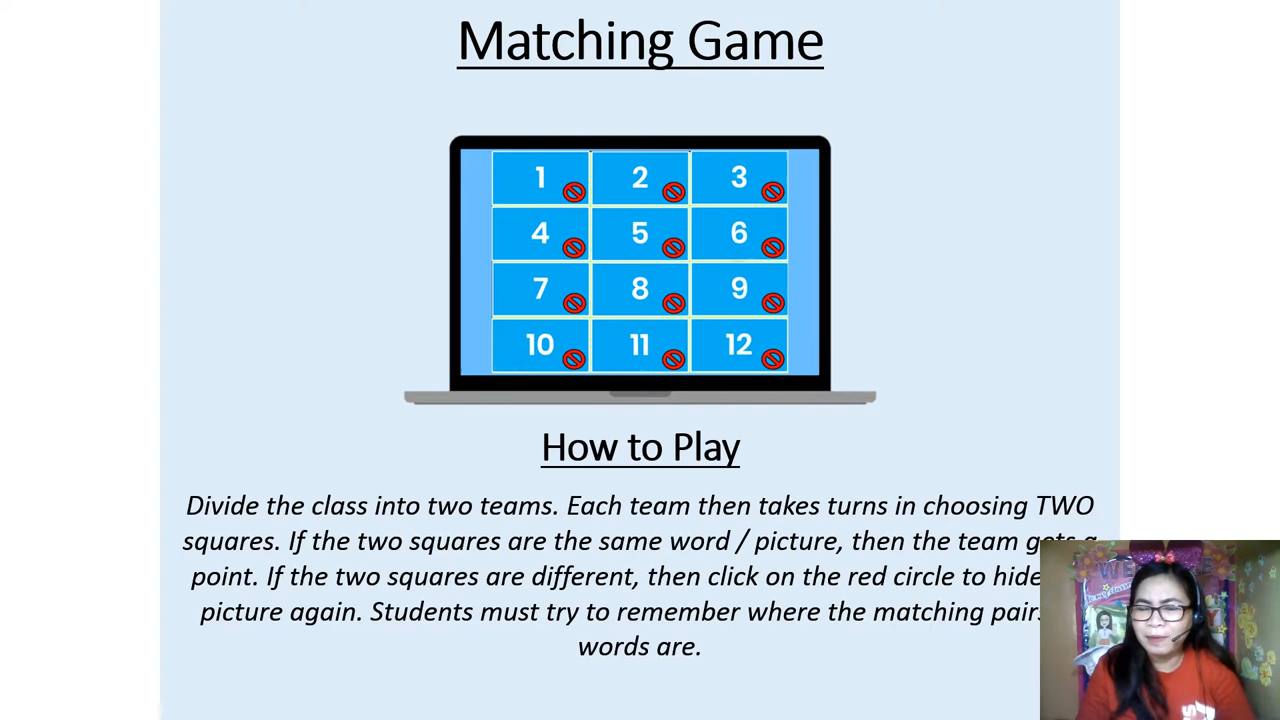 Matching Game
1 2 3
4 5 6
7 8 9
10 11 12
How to Play
Divide the class into two teams. Each team then takes turns in choosing TWO
squares. If the two squares are the same word / picture, then the team gets a
point. If the two squares are different, then click on the red circle to hide
picture again. Students must try to remember where the matching pairs
words are.